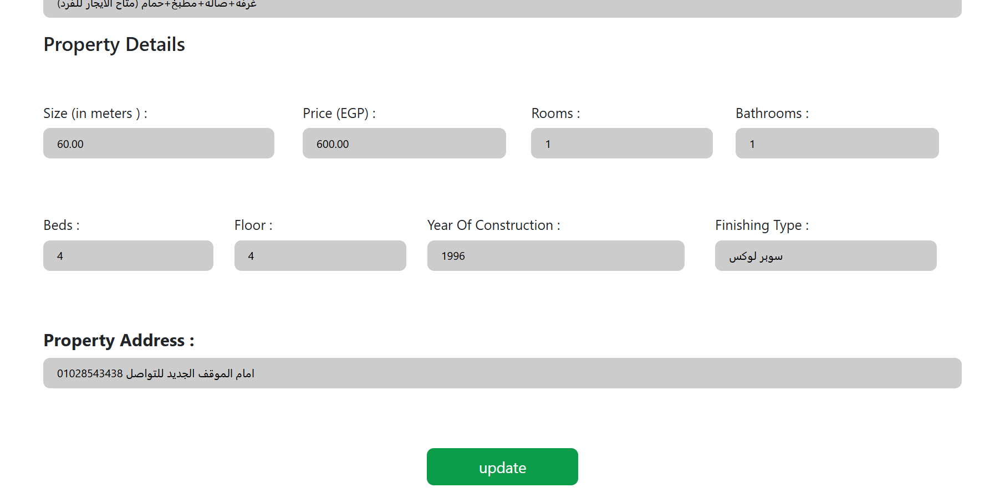 غرفة+صالة+مطبخ+حمام (متاح الايجار للفرد)
Property Details
Size (in meters ) :
Price (EGP) :
Rooms :
Bathrooms :
60.00
600.00
1
1
Beds :
Floor :
Year Of Construction :
Finishing Type :
4
4
1996
سوبر لوكس
Property Address :
امام الموقف الجديد للتواصل 01028543438
update